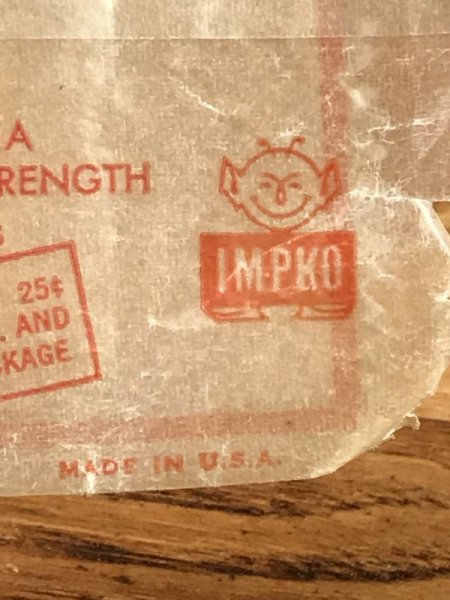 A
RENGTH
25¢
AND
KAGE
IMPKO
MADE IN U.S.A.